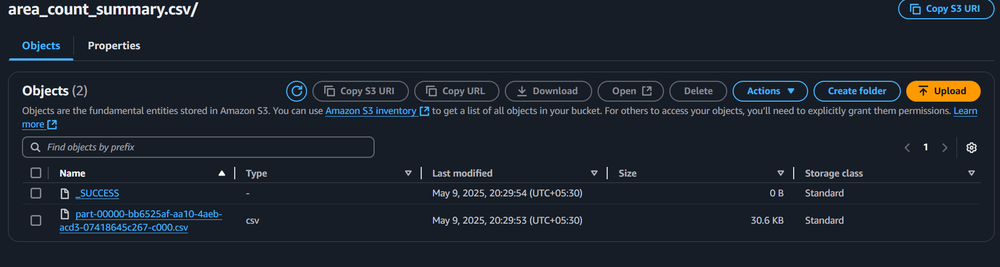 area_count_summary.csv/
Copy S3 URI
Objects
Properties
Objects (2)
Copy S3 URI
Copy URL
Download
Open
Delete
Actions
Create folder
Upload
Objects are the fundamental entities stored in Amazon S3. You can use Amazon S3 inventory to get a list of all objects in your bucket. For others to access your objects, you’ll need to explicitly grant them permissions. Learn
more
Find objects by prefix
1
Name Type Last modified Size Storage class
_SUCCESS - May 9, 2025, 20:29:54 (UTC+05:30) 0 B Standard
part-00000-bb6525af-aa10-4aeb-
acd3-07418645c267-c000.csv csv May 9, 2025, 20:29:53 (UTC+05:30) 30.6 KB Standard